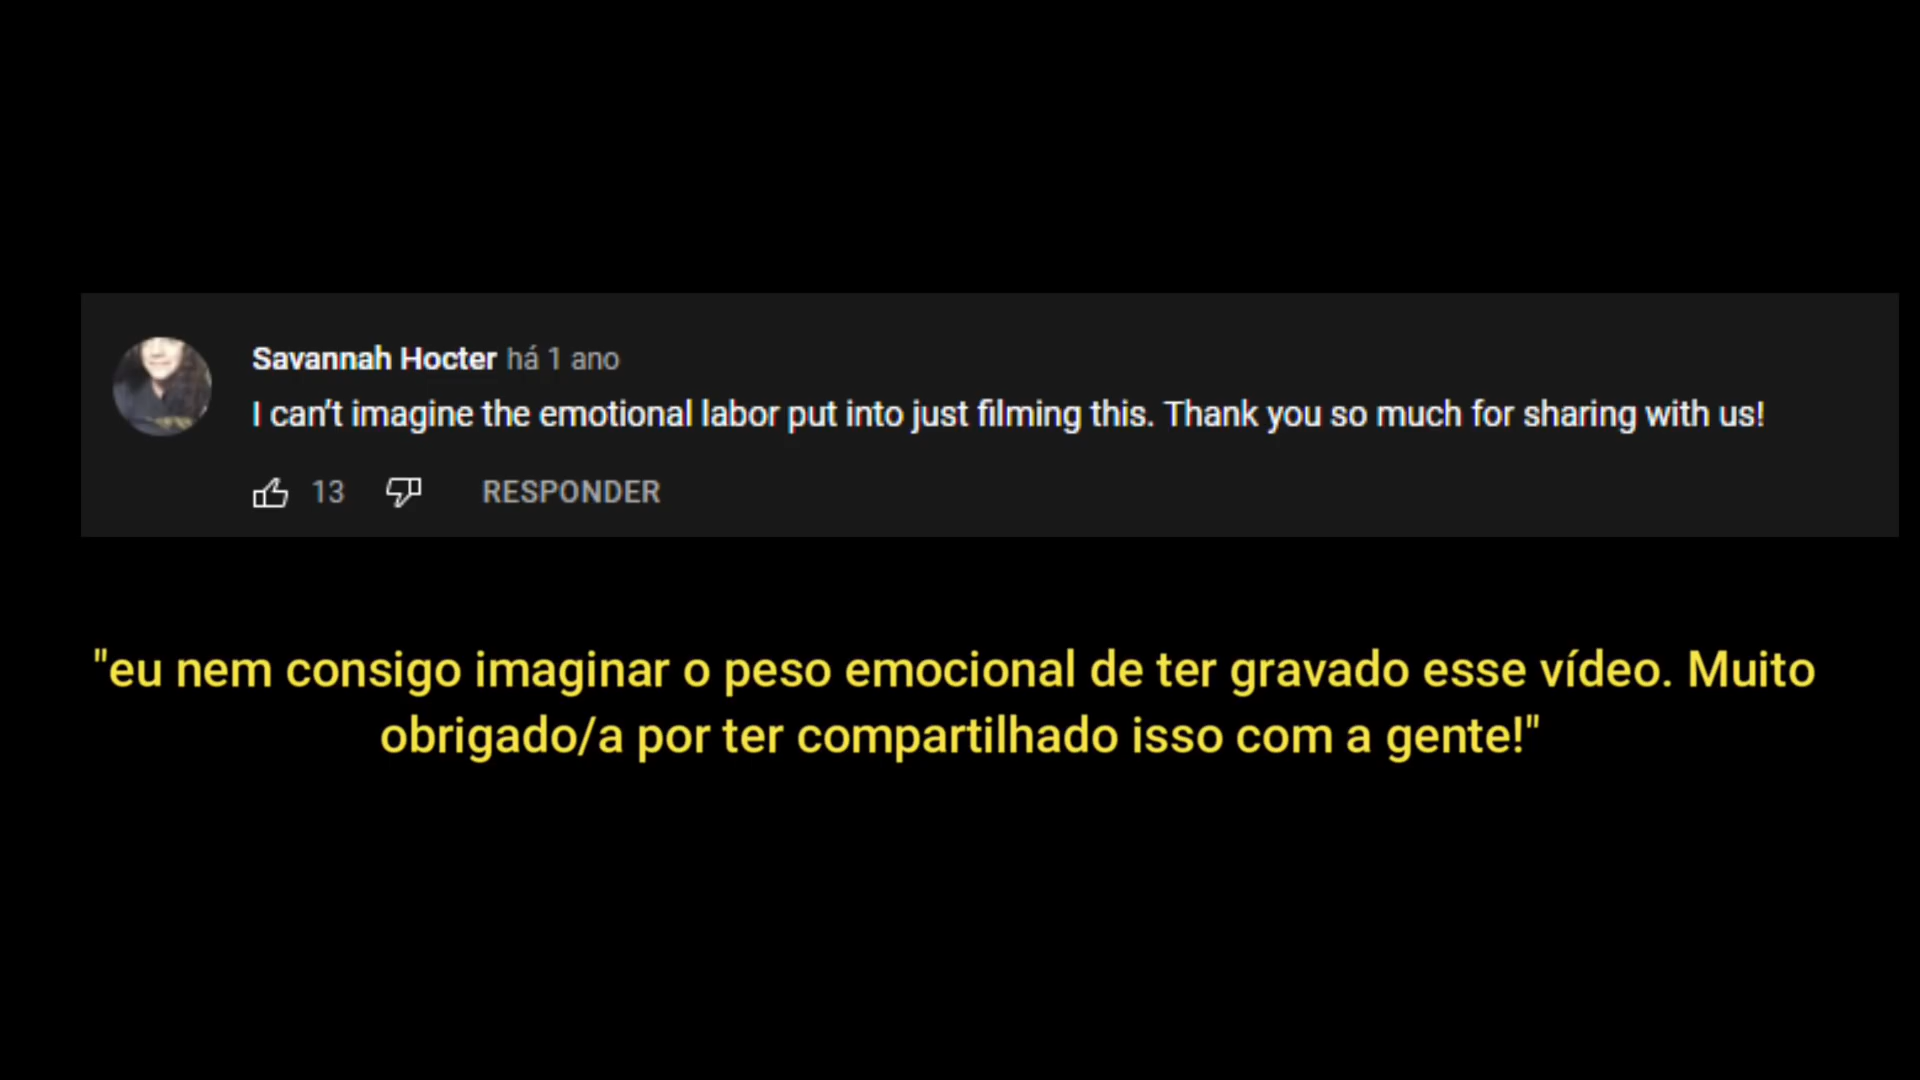 Savannah Hocter há 1 ano
I can't imagine the emotional labor put into just filming this. Thank you so much for sharing with us!
13 RESPONDER
"eu nem consigo imaginar o peso emocional de ter gravado esse vídeo. Muito
obrigado/a por ter compartilhado isso com a gente!"